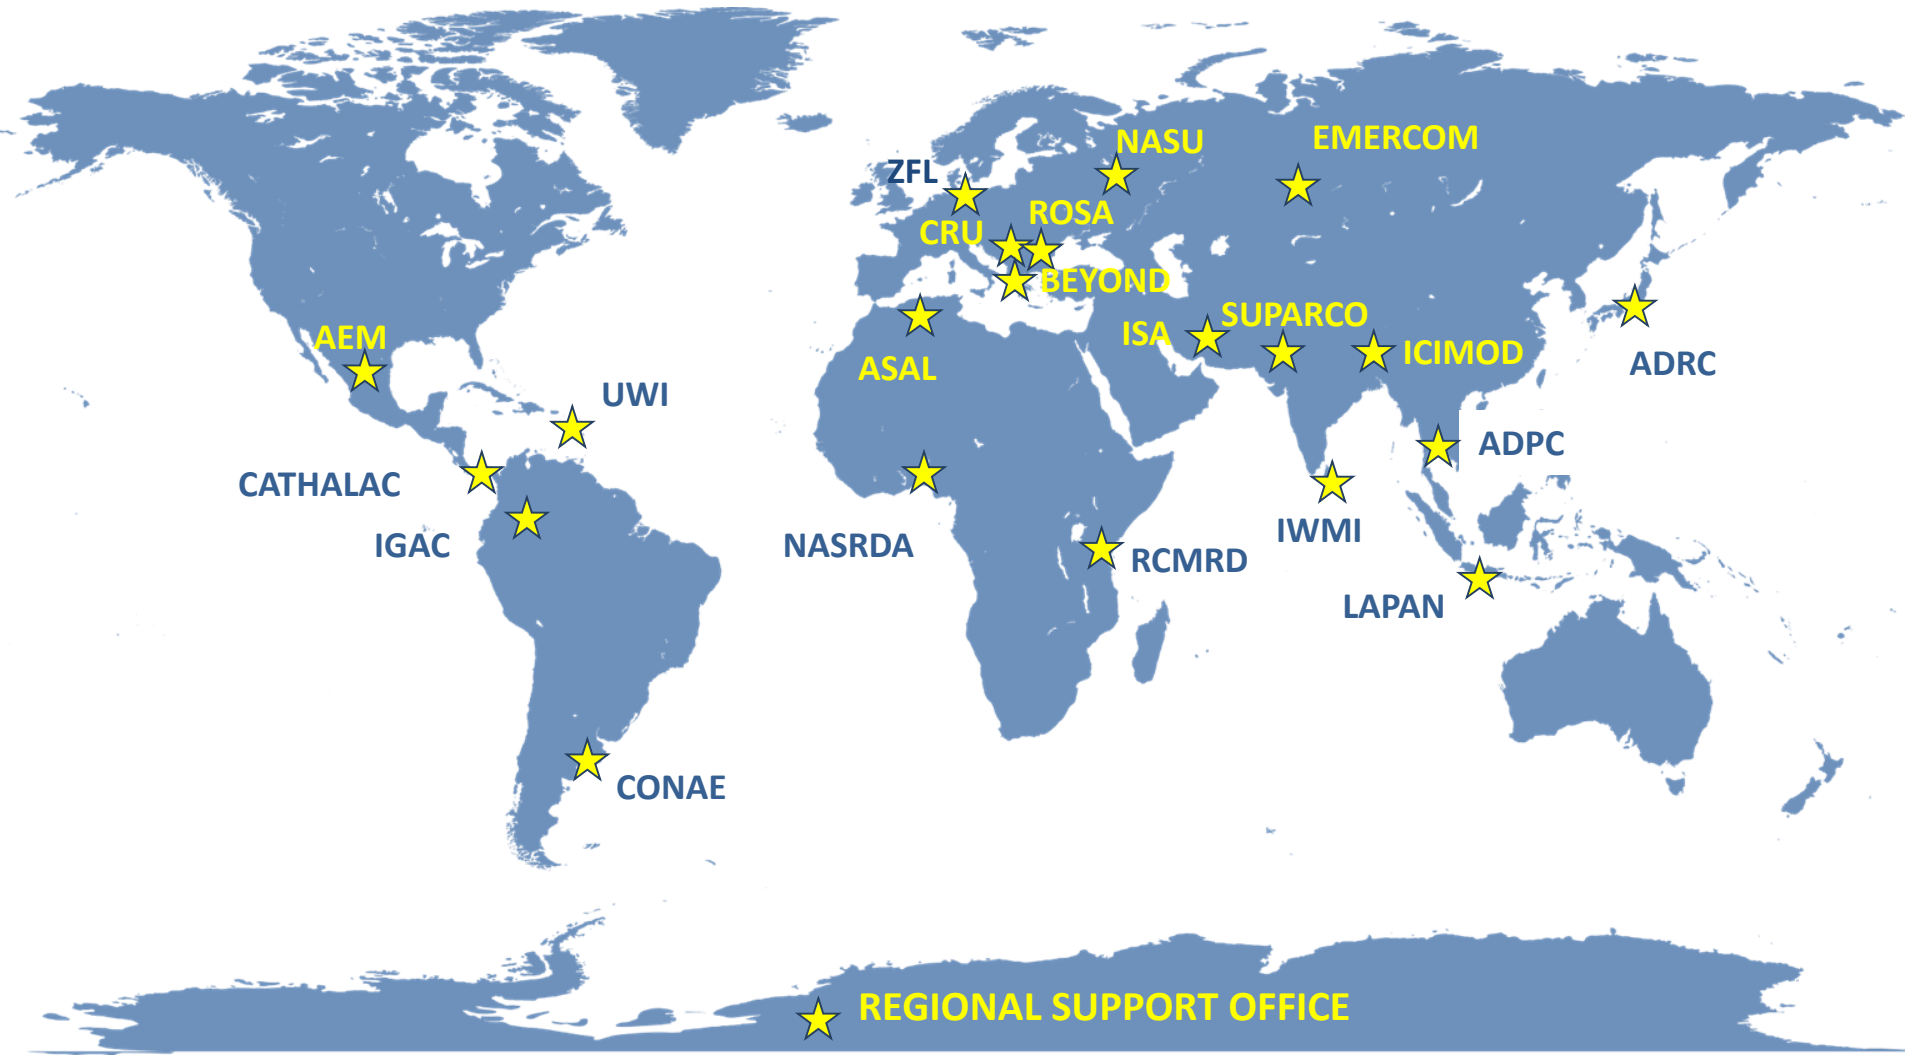 NASU
EMERCOM
ZFL
ROSA
CRU
BEYOND
SUPARCO
ISA
AEM
ICIMOD
ADRC
ASAL
UWI
ADPC
CATHALAC
IWMI
IGAC
NASRDA
RCMRD
LAPAN
CONAE
REGIONAL SUPPORT OFFICE